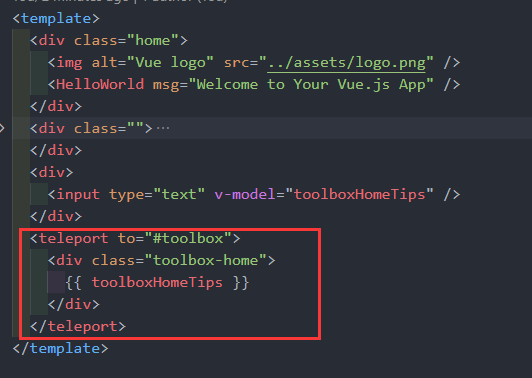 <template>
<div class="home">
<img alt="Vue logo" src="../assets/logo.png" />
<HelloWorld msg="Welcome to Your Vue.js App" />
</div>
<div class="">⋯
</div>
<div>
<input type="text" v-model="toolboxHomeTips" />
</div>
<teleport to="#toolbox">
<div class="toolbox-home">
{{ toolboxHomeTips }}
</div>
</teleport>
</template>